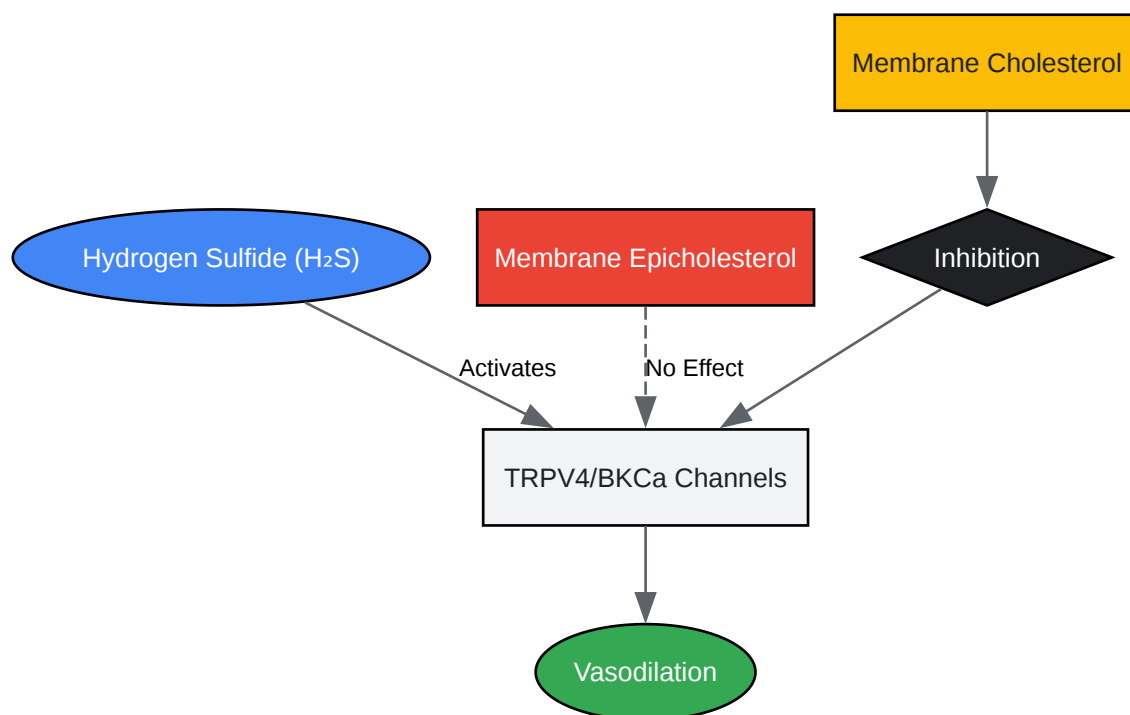 Membrane Cholesterol
Hydrogen Sulfide (H₂S)
Membrane Epicholesterol
Inhibition
Activates
No Effect
TRPV4/BKCa Channels
Vasodilation